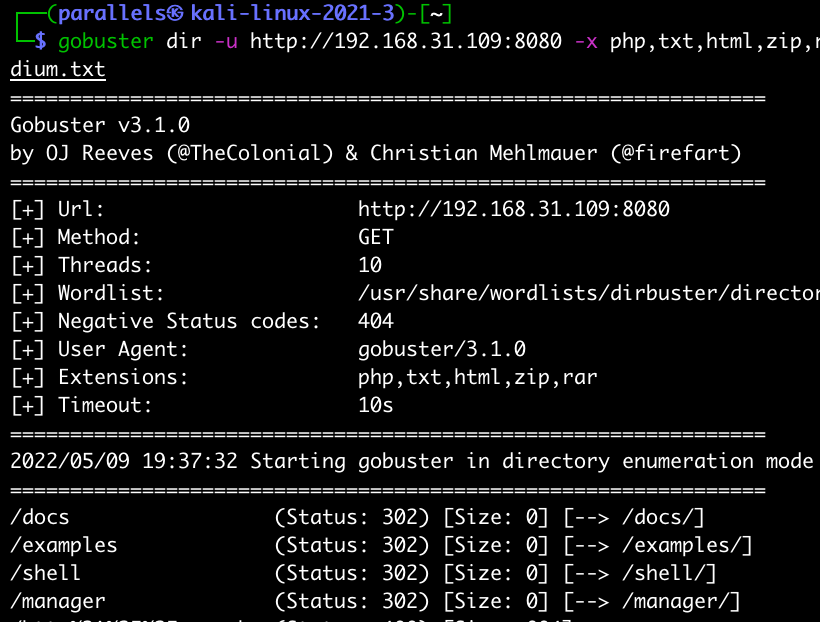 ┌──(parallels㉿kali-linux-2021-3)-[~]
└─$ gobuster dir -u http://192.168.31.109:8080 -x php,txt,html,zip,r
dium.txt
===============================================================
Gobuster v3.1.0
by OJ Reeves (@TheColonial) & Christian Mehlmauer (@firefart)
===============================================================
[+] Url:                     http://192.168.31.109:8080
[+] Method:                  GET
[+] Threads:                 10
[+] Wordlist:                /usr/share/wordlists/dirbuster/director
[+] Negative Status codes:   404
[+] User Agent:              gobuster/3.1.0
[+] Extensions:              php,txt,html,zip,rar
[+] Timeout:                 10s
===============================================================
2022/05/09 19:37:32 Starting gobuster in directory enumeration mode
===============================================================
/docs                 (Status: 302) [Size: 0] [--> /docs/]
/examples             (Status: 302) [Size: 0] [--> /examples/]
/shell                (Status: 302) [Size: 0] [--> /shell/]
/manager              (Status: 302) [Size: 0] [--> /manager/]